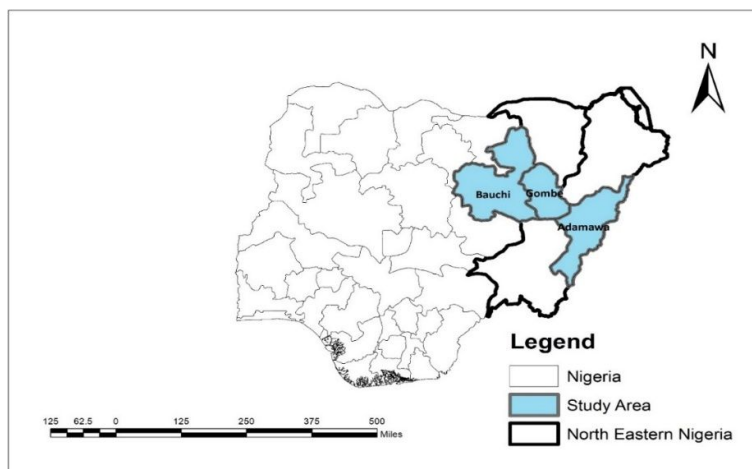 N
Bauchi
Gombe
Adamawa
Legend
Nigeria
Study Area
North Eastern Nigeria
125 62.5 0 125 250 375 500
Miles